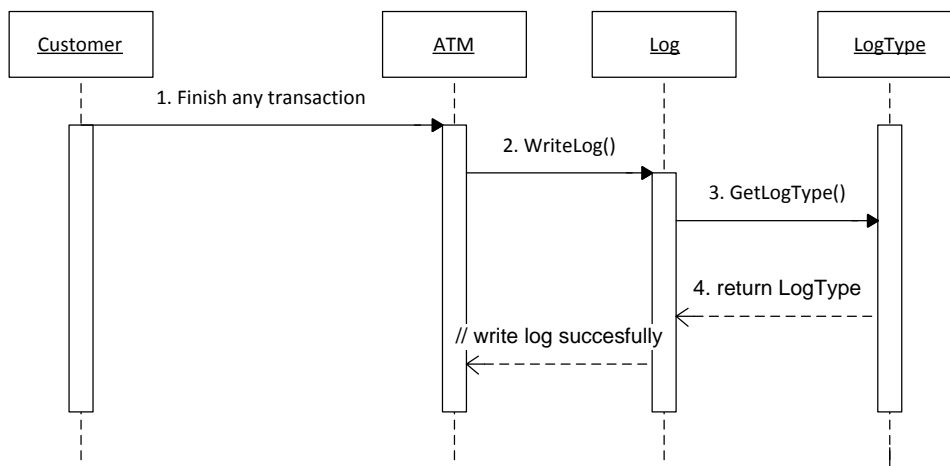 Customer
ATM
Log
LogType
1. Finish any transaction
2. WriteLog()
3. GetLogType()
4. return LogType
// write log succesfully